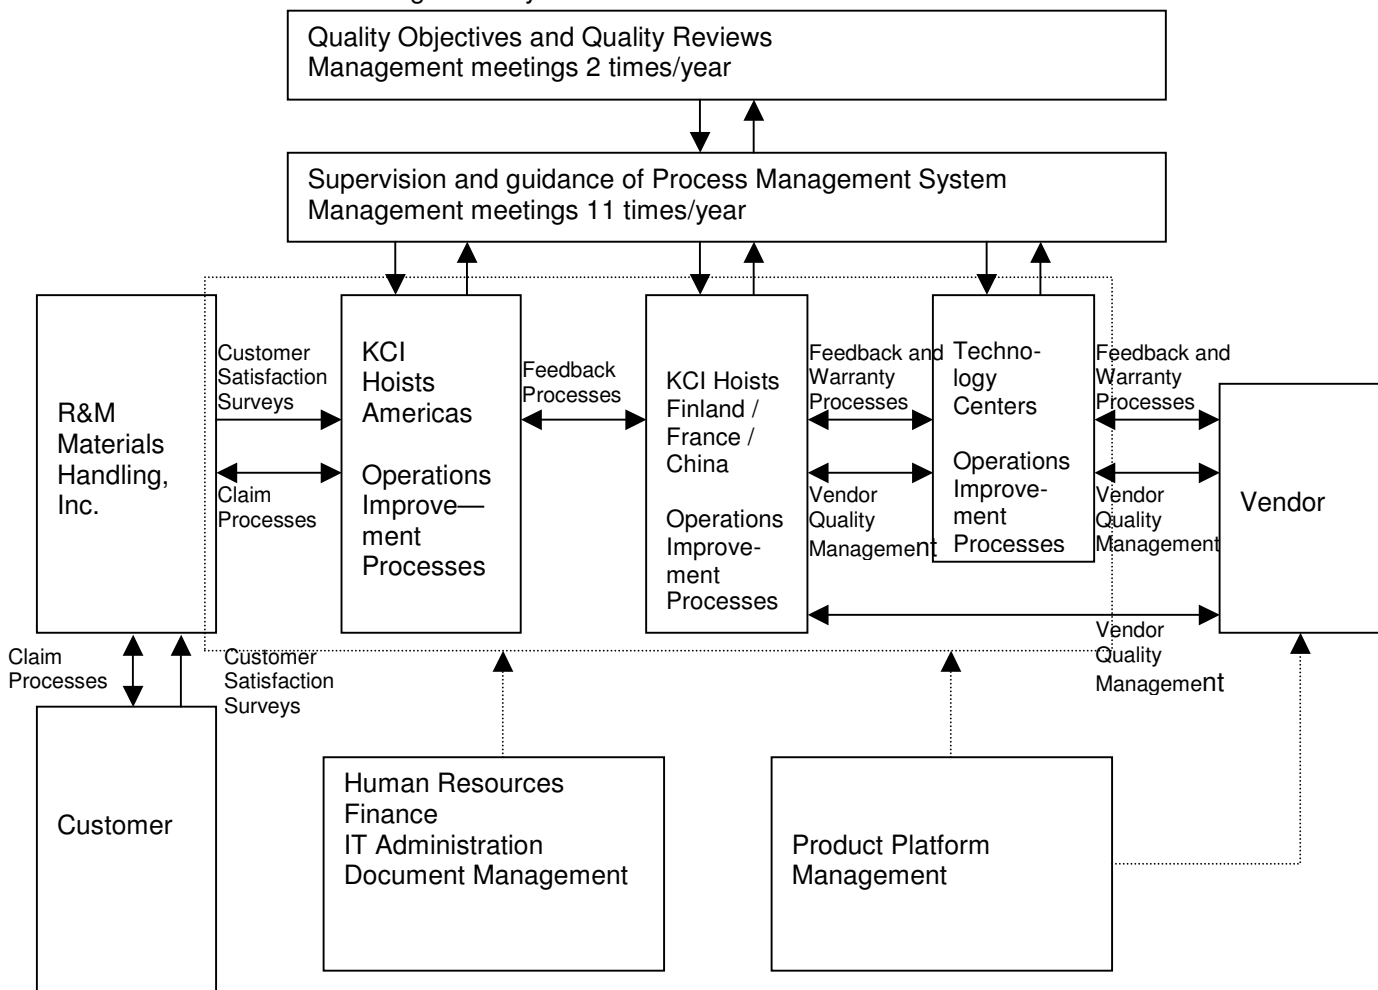 Quality Objectives and Quality Reviews
Management meetings 2 times/year
Supervision and guidance of Process Management System
Management meetings 11 times/year
R&M
Materials
Handling,
Inc.
Customer
Satisfaction
Surveys
Claim
Processes
KCI
Hoists
Americas
Operations
Improve—
ment
Processes
Feedback
Processes
KCI Hoists
Finland /
France /
China
Operations
Improve-
ment
Processes
Feedback and
Warranty
Processes
Vendor
Quality
Management
Techno-
logy
Centers
Operations
Improve-
ment
Processes
Feedback and
Warranty
Processes
Vendor
Quality
Management
Vendor
Vendor
Quality
Management
Claim
Processes
Customer
Satisfaction
Surveys
Customer
Human Resources
Finance
IT Administration
Document Management
Product Platform
Management